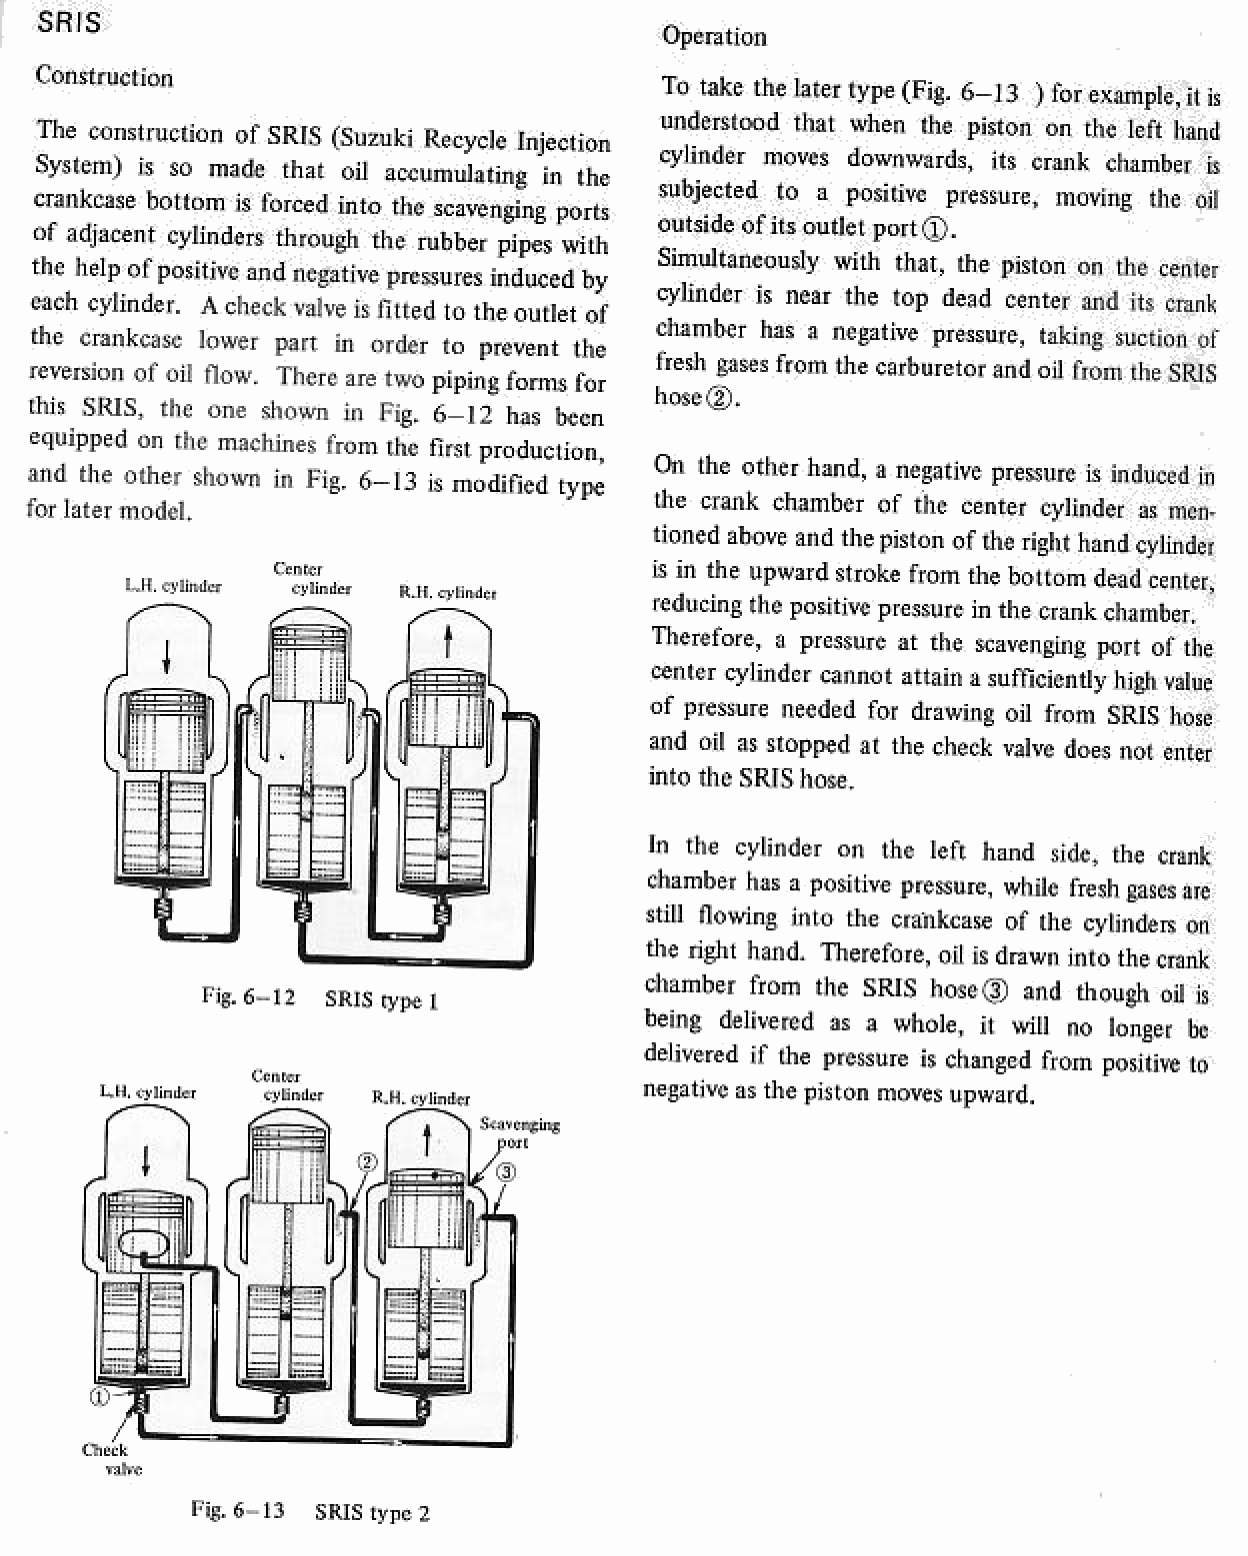 SRIS
Construction
The construction of SRIS (Suzuki Recycle Injection
System) is so made that oil accumulating in the
crankcase bottom is forced into the scavenging ports
of adjacent cylinders through the rubber pipes with
the help of positive and negative pressures induced by
each cylinder. A check valve is fitted to the outlet of
the crankcase lower part in order to prevent the
reversion of oil flow. There are two piping forms for
this SRIS, the one shown in Fig. 6–12 has been
equipped on the machines from the first production,
and the other shown in Fig. 6–13 is modified type
for later model.
L.H. cylinder
Center
cylinder
R.H. cylinder
Fig. 6–12 SRIS type 1
L.H. cylinder
Center
cylinder
R.H. cylinder
Scavenging
port
②
③
①
Check
valve
Fig. 6–13 SRIS type 2
Operation
To take the later type (Fig. 6–13 ) for example, it is
understood that when the piston on the left hand
cylinder moves downwards, its crank chamber is
subjected to a positive pressure, moving the oil
outside of its outlet port ①.
Simultaneously with that, the piston on the center
cylinder is near the top dead center and its crank
chamber has a negative pressure, taking suction of
fresh gases from the carburetor and oil from the SRIS
hose ②.
On the other hand, a negative pressure is induced in
the crank chamber of the center cylinder as men-
tioned above and the piston of the right hand cylinder
is in the upward stroke from the bottom dead center,
reducing the positive pressure in the crank chamber.
Therefore, a pressure at the scavenging port of the
center cylinder cannot attain a sufficiently high value
of pressure needed for drawing oil from SRIS hose
and oil as stopped at the check valve does not enter
into the SRIS hose.
In the cylinder on the left hand side, the crank
chamber has a positive pressure, while fresh gases are
still flowing into the crankcase of the cylinders on
the right hand. Therefore, oil is drawn into the crank
chamber from the SRIS hose ③ and though oil is
being delivered as a whole, it will no longer be
delivered if the pressure is changed from positive to
negative as the piston moves upward.